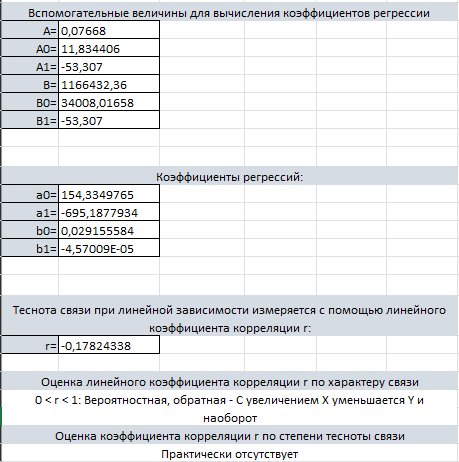 Вспомогательные величины для вычисления коэффициентов регрессии
A= 0,07668
A0= 11,834406
A1= -53,307
B= 1166432,36
B0= 34008,01658
B1= -53,307
Коэффициенты регрессий:
a0= 154,3349765
a1= -695,1877934
b0= 0,029155584
b1= -4,57009E-05
Теснота связи при линейной зависимости измеряется с помощью линейного
коэффициента корреляции r:
r= -0,17824338
Оценка линейного коэффициента корреляции r по характеру связи
0 < r < 1: Вероятностная, обратная - С увеличением X уменьшается Y и
наоборот
Оценка коэффициента корреляции r по степени тесноты связи
Практически отсутствует